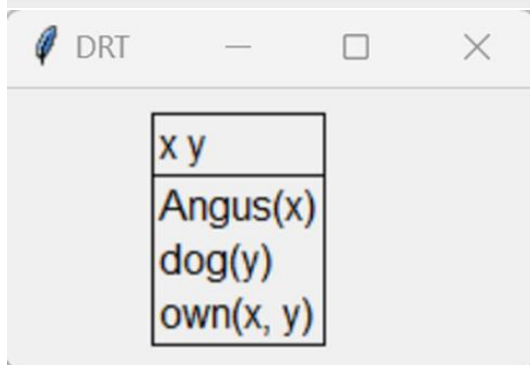 DRT
x y
Angus(x)
dog(y)
own(x, y)